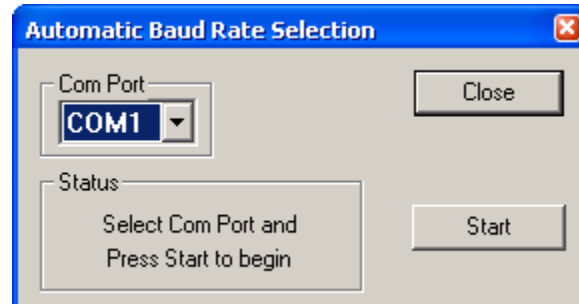 Automatic Baud Rate Selection
Com Port
COM1
Close
Status
Select Com Port and
Press Start to begin
Start